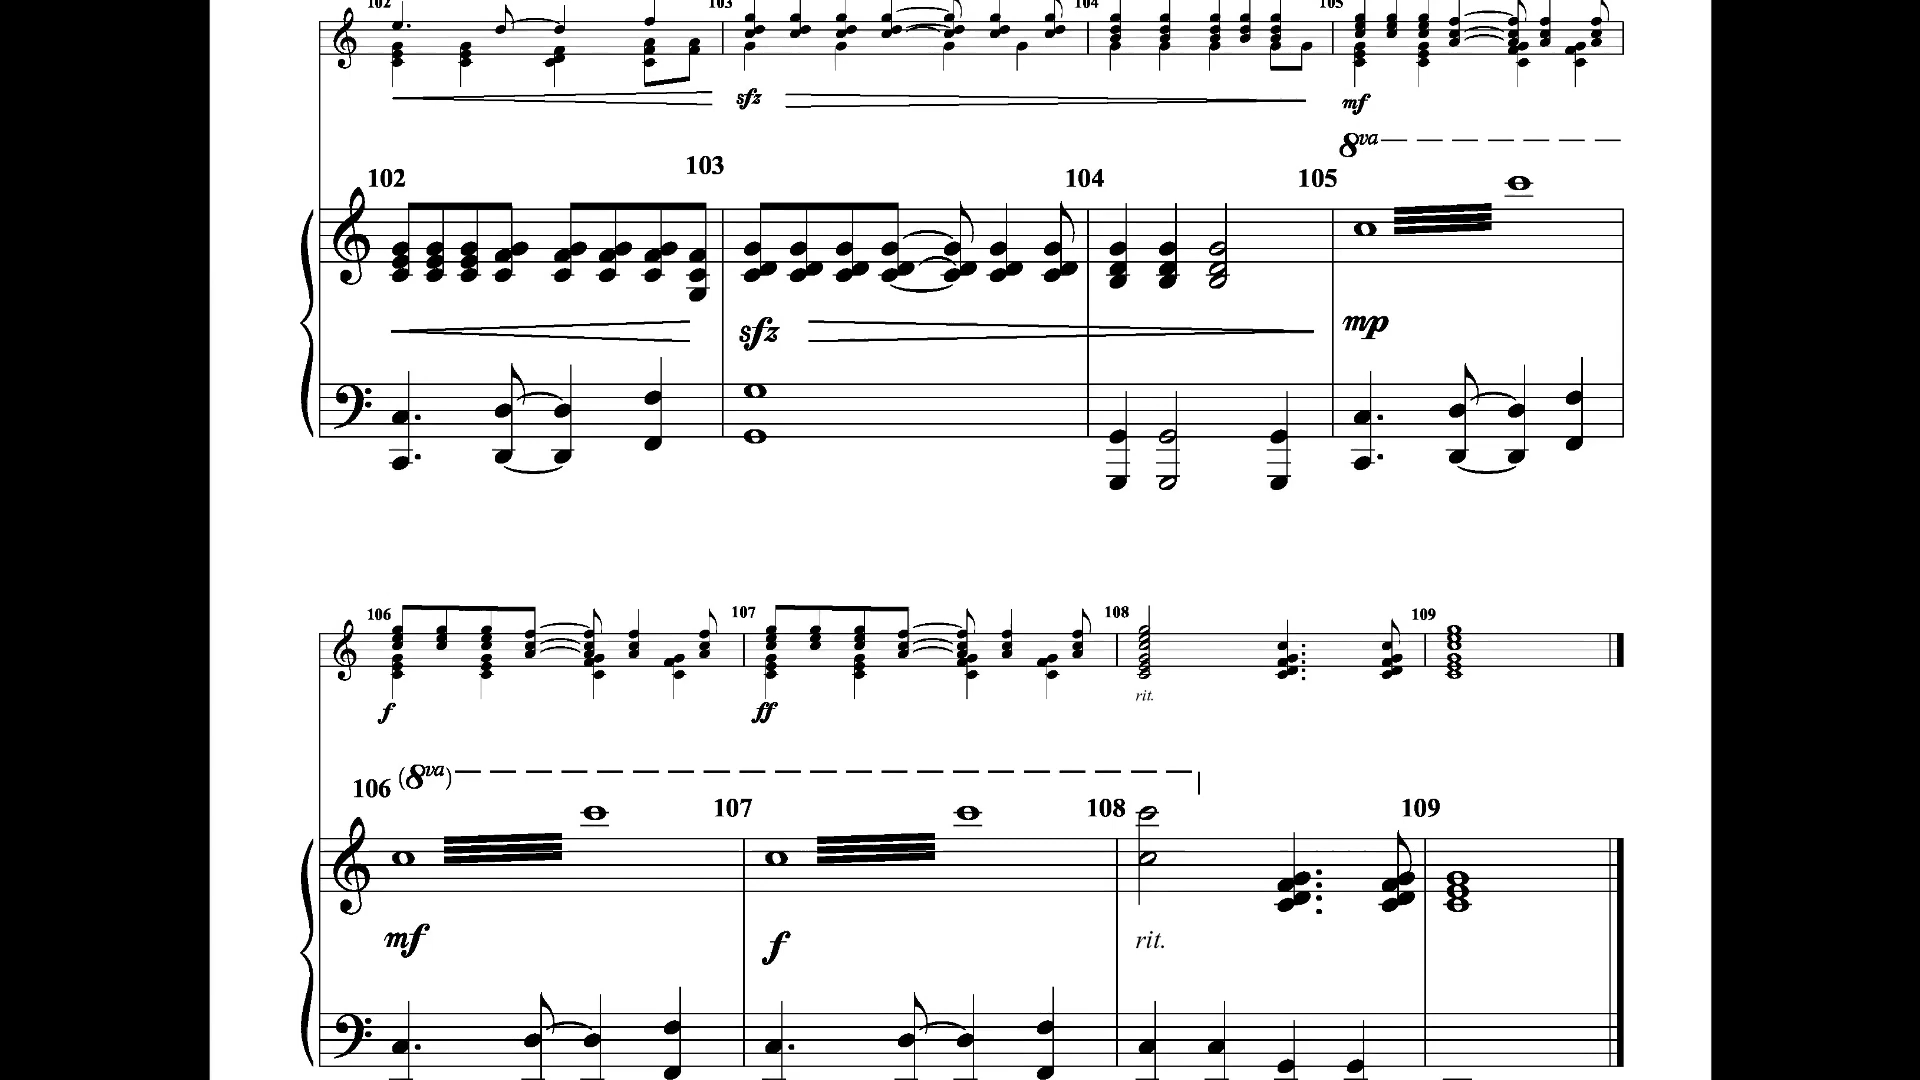 102 103 104 105
sfz mf
8va
102 103 104 105
sfz mp
106 107 108 109
f ff rit.
(8va)
106 107 108 109
mf f rit.